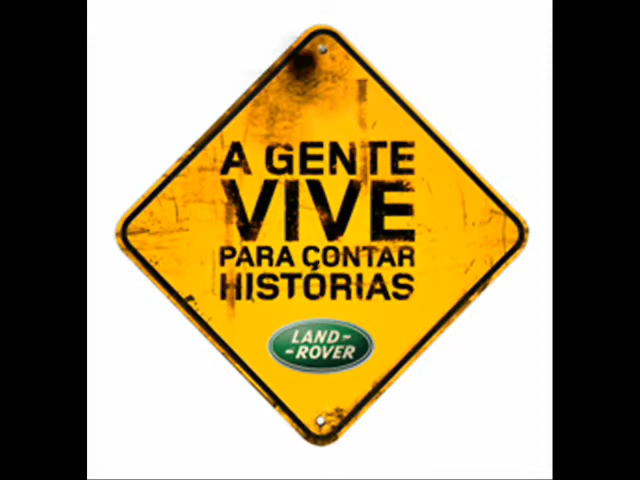 A GENTE
VIVE
PARA CONTAR
HISTÓRIAS
LAND-
-ROVER